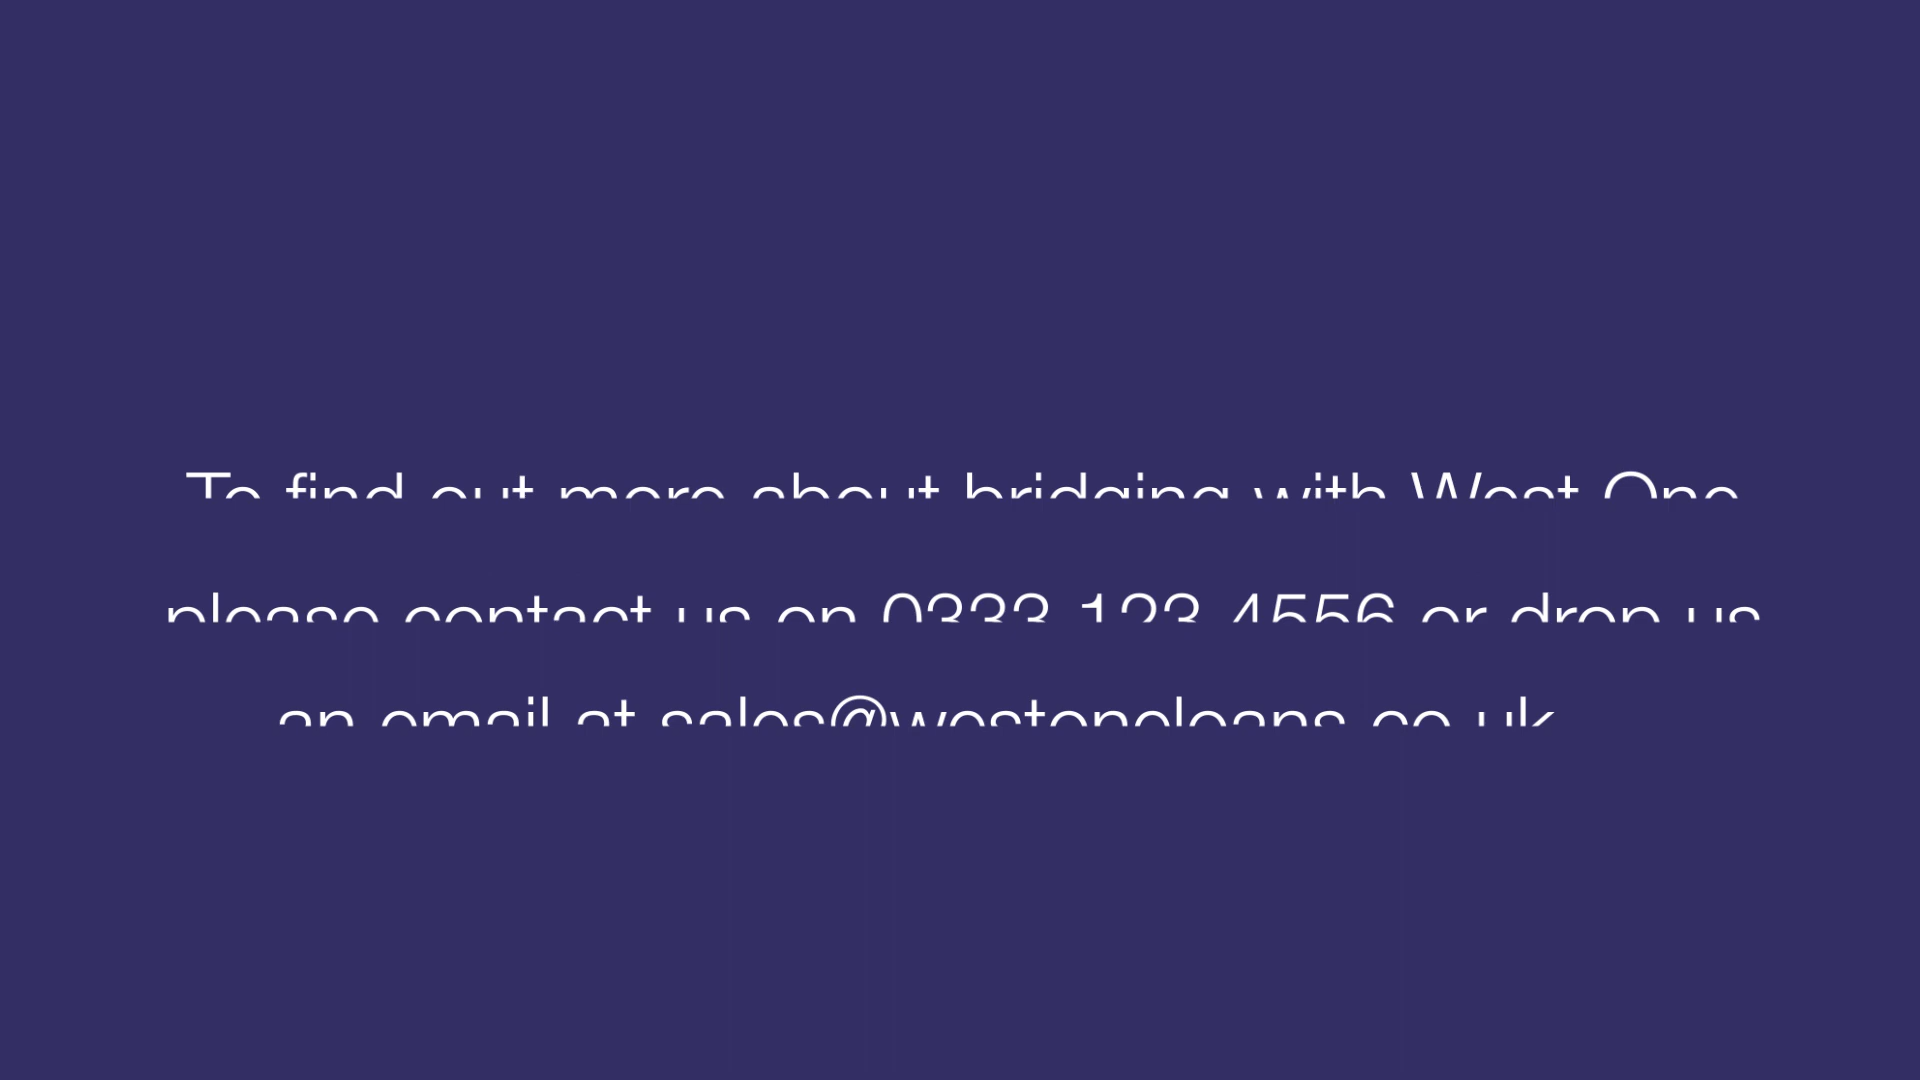 To find out more about bridging with West One
please contact us on 0333 123 4556 or drop us
an email at sales@westoneloans.co.uk